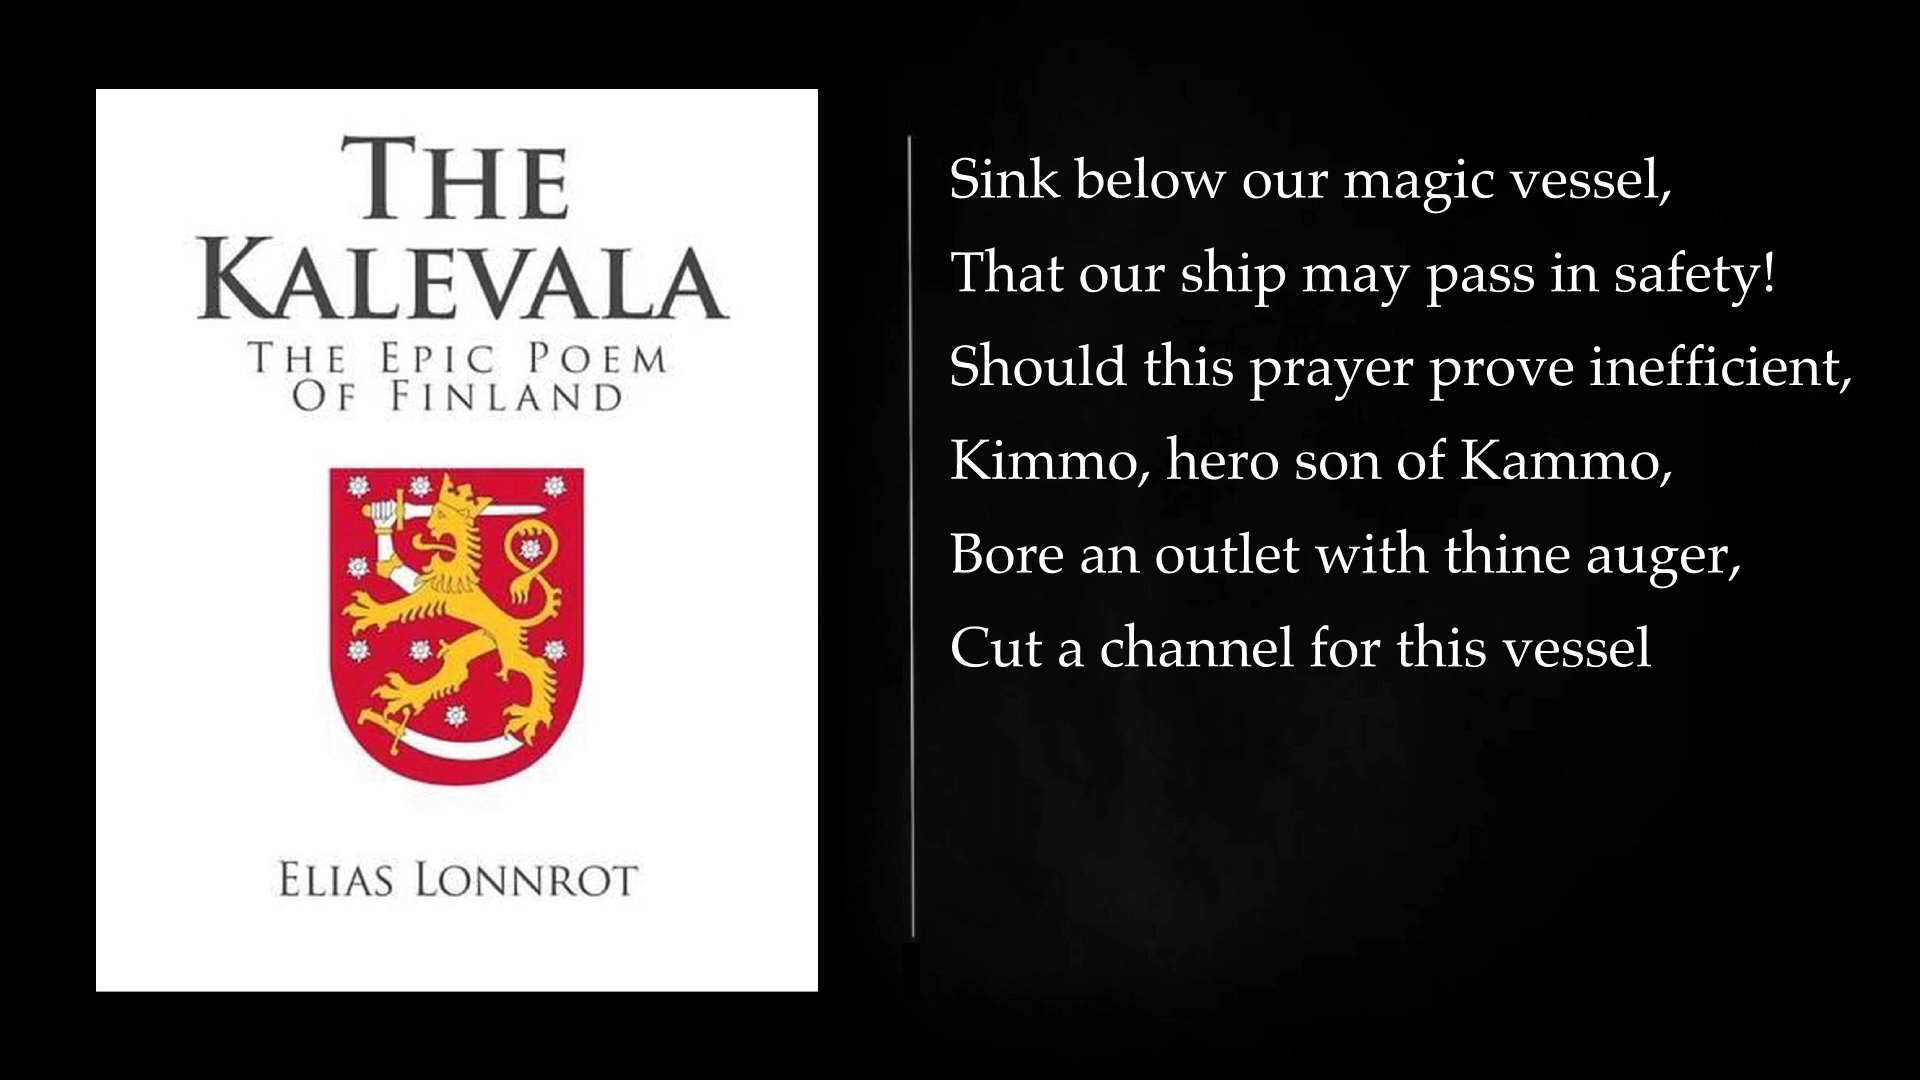 THE
KALEVALA
THE EPIC POEM
OF FINLAND
ELIAS LONNROT
Sink below our magic vessel,
That our ship may pass in safety!
Should this prayer prove inefficient,
Kimmo, hero son of Kammo,
Bore an outlet with thine auger,
Cut a channel for this vessel